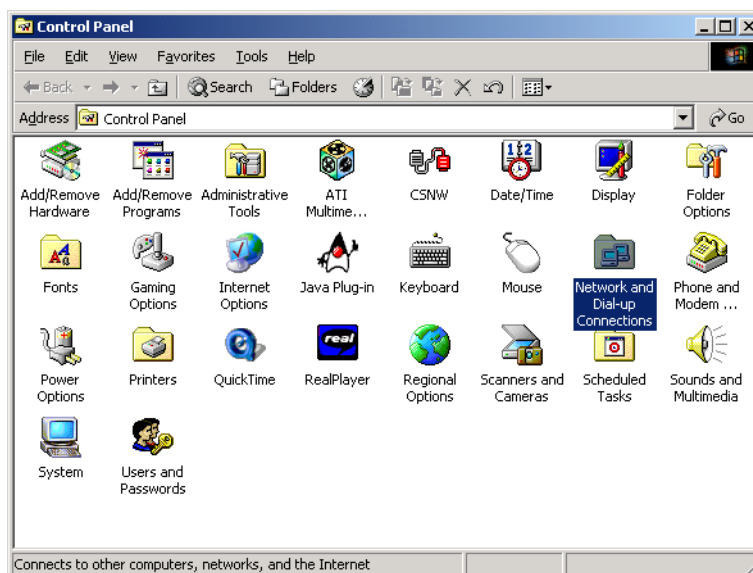 Control Panel
File Edit View Favorites Tools Help
Back Search Folders
Address Control Panel Go
Add/Remove Hardware
Add/Remove Programs
Administrative Tools
ATI Multime...
CSNW
1 2
Date/Time
Display
Folder Options
Fonts
Gaming Options
Internet Options
Java Plug-in
Keyboard
Mouse
Network and Dial-up Connections
Phone and Modem ...
Power Options
Printers
QuickTime
real
RealPlayer
Regional Options
Scanners and Cameras
Scheduled Tasks
Sounds and Multimedia
System
Users and Passwords
Connects to other computers, networks, and the Internet